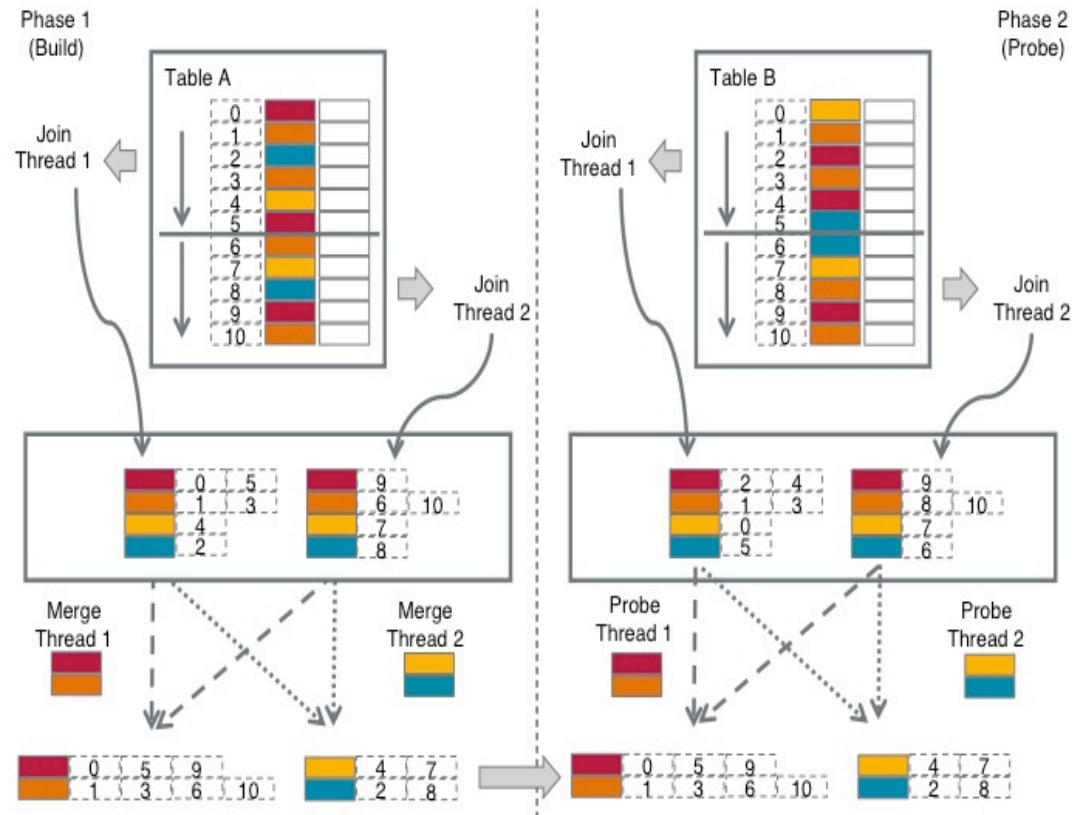 Phase 1
(Build)
Phase 2
(Probe)
Table A
0
1
2
3
4
5
6
7
8
9
10
Join
Thread 1
Join
Thread 2
0 5
1 3
4
2
9
6 10
7
8
Merge
Thread 1
Merge
Thread 2
0 5 9
1 3 6 10
4 7
2 8
Table B
0
1
2
3
4
5
6
7
8
9
10
Join
Thread 1
Join
Thread 2
2 4
1 3
0
5
9
8 10
7
6
Probe
Thread 1
Probe
Thread 2
0 5 9
1 3 6 10
4 7
2 8